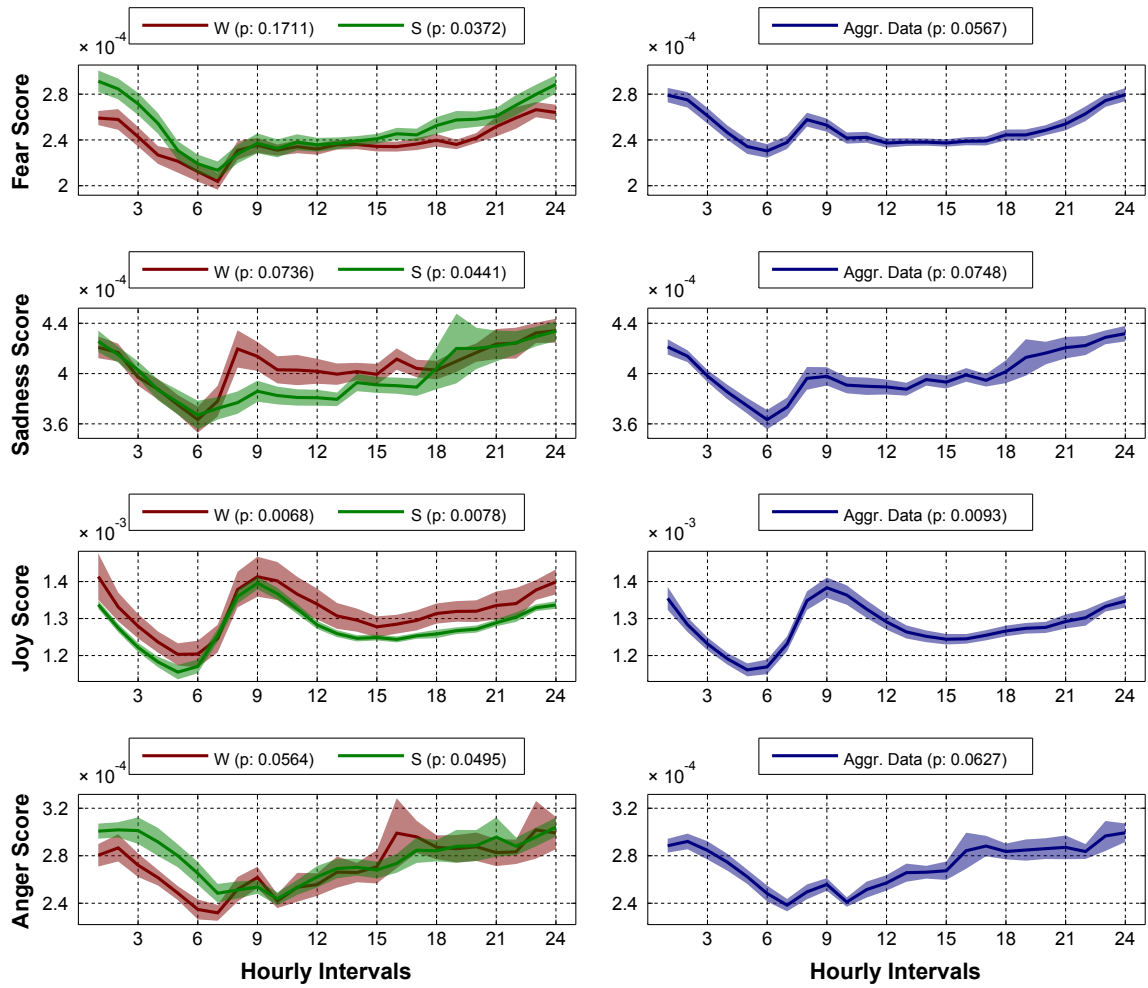 W (p: 0.1711) S (p: 0.0372)
Aggr. Data (p: 0.0567)
× 10-4
× 10-4
Fear Score
2.8
2.4
2
3 6 9 12 15 18 21 24
2.8
2.4
2
3 6 9 12 15 18 21 24
W (p: 0.0736) S (p: 0.0441)
Aggr. Data (p: 0.0748)
× 10-4
× 10-4
Sadness Score
4.4
4
3.6
3 6 9 12 15 18 21 24
4.4
4
3.6
3 6 9 12 15 18 21 24
W (p: 0.0068) S (p: 0.0078)
Aggr. Data (p: 0.0093)
× 10-3
× 10-3
Joy Score
1.4
1.3
1.2
3 6 9 12 15 18 21 24
1.4
1.3
1.2
3 6 9 12 15 18 21 24
W (p: 0.0564) S (p: 0.0495)
Aggr. Data (p: 0.0627)
× 10-4
× 10-4
Anger Score
3.2
2.8
2.4
3 6 9 12 15 18 21 24
3.2
2.8
2.4
3 6 9 12 15 18 21 24
Hourly Intervals
Hourly Intervals